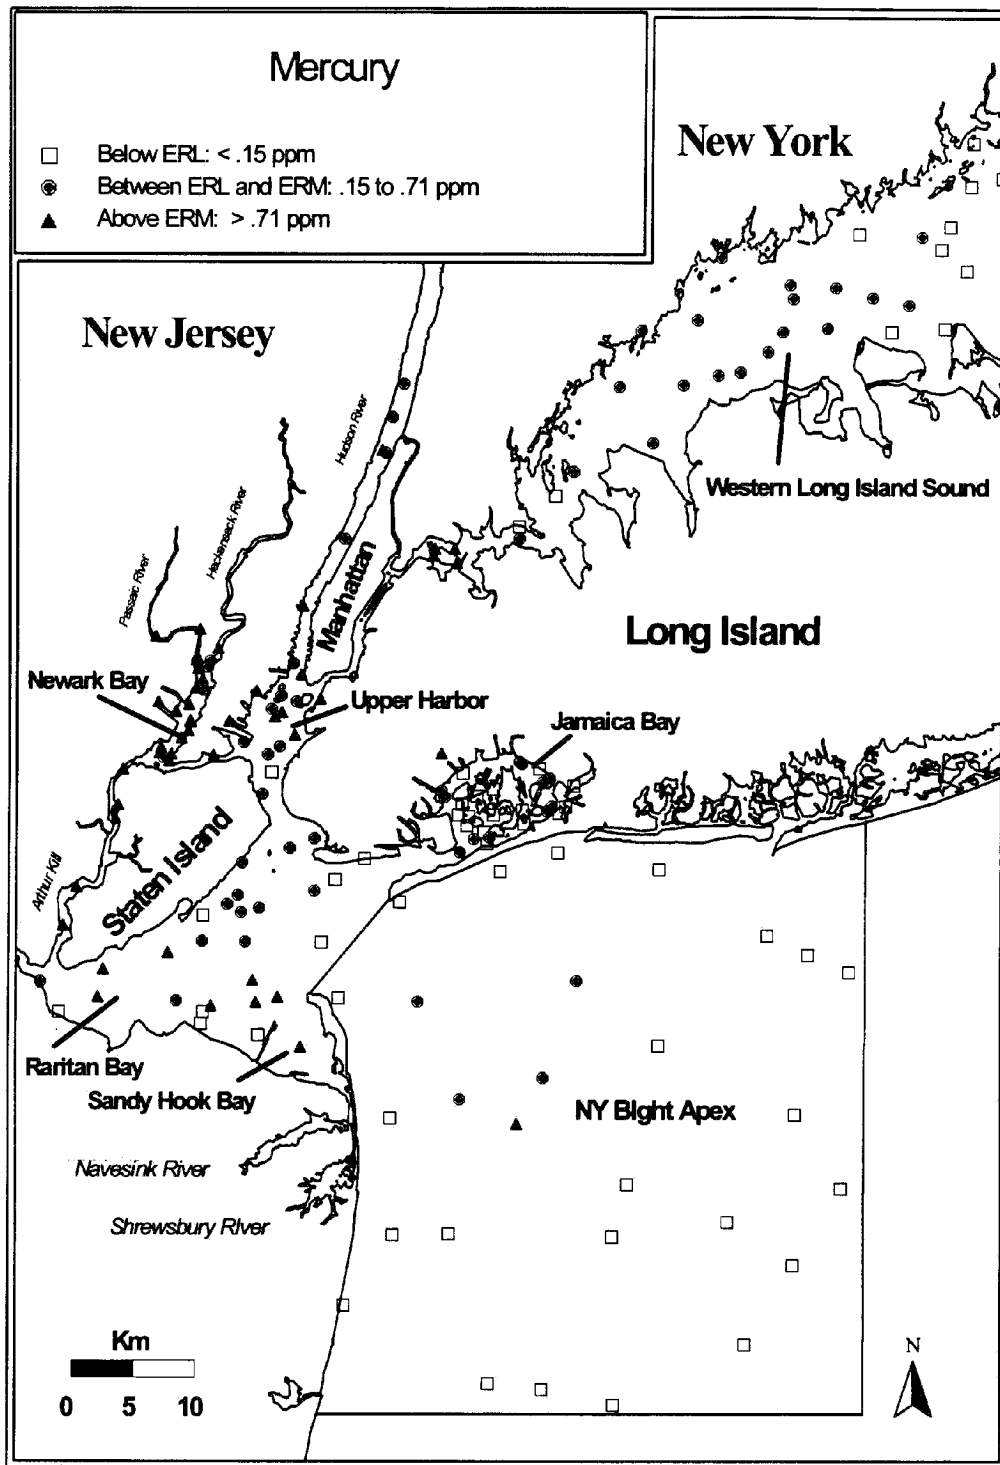 Mercury
Below ERL: < .15 ppm
Between ERL and ERM: .15 to .71 ppm
Above ERM: > .71 ppm
New York
New Jersey
Hudson River
Hackensack River
Passaic River
Western Long Island Sound
Manhattan
Long Island
Newark Bay
Upper Harbor
Jamaica Bay
Staten Island
Arthur Kill
Raritan Bay
Sandy Hook Bay
NY Bight Apex
Navesink River
Shrewsbury River
Km
0 5 10
N